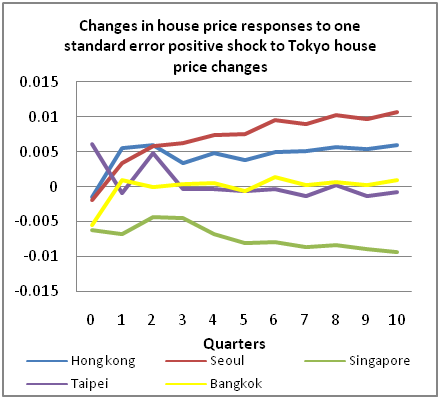 Changes in house price responses to one
standard error positive shock to Tokyo house
price changes
0.015
0.01
0.005
0
-0.005
-0.01
-0.015
0 1 2 3 4 5 6 7 8 9 10
Quarters
Hongkong Seoul Singapore
Taipei Bangkok